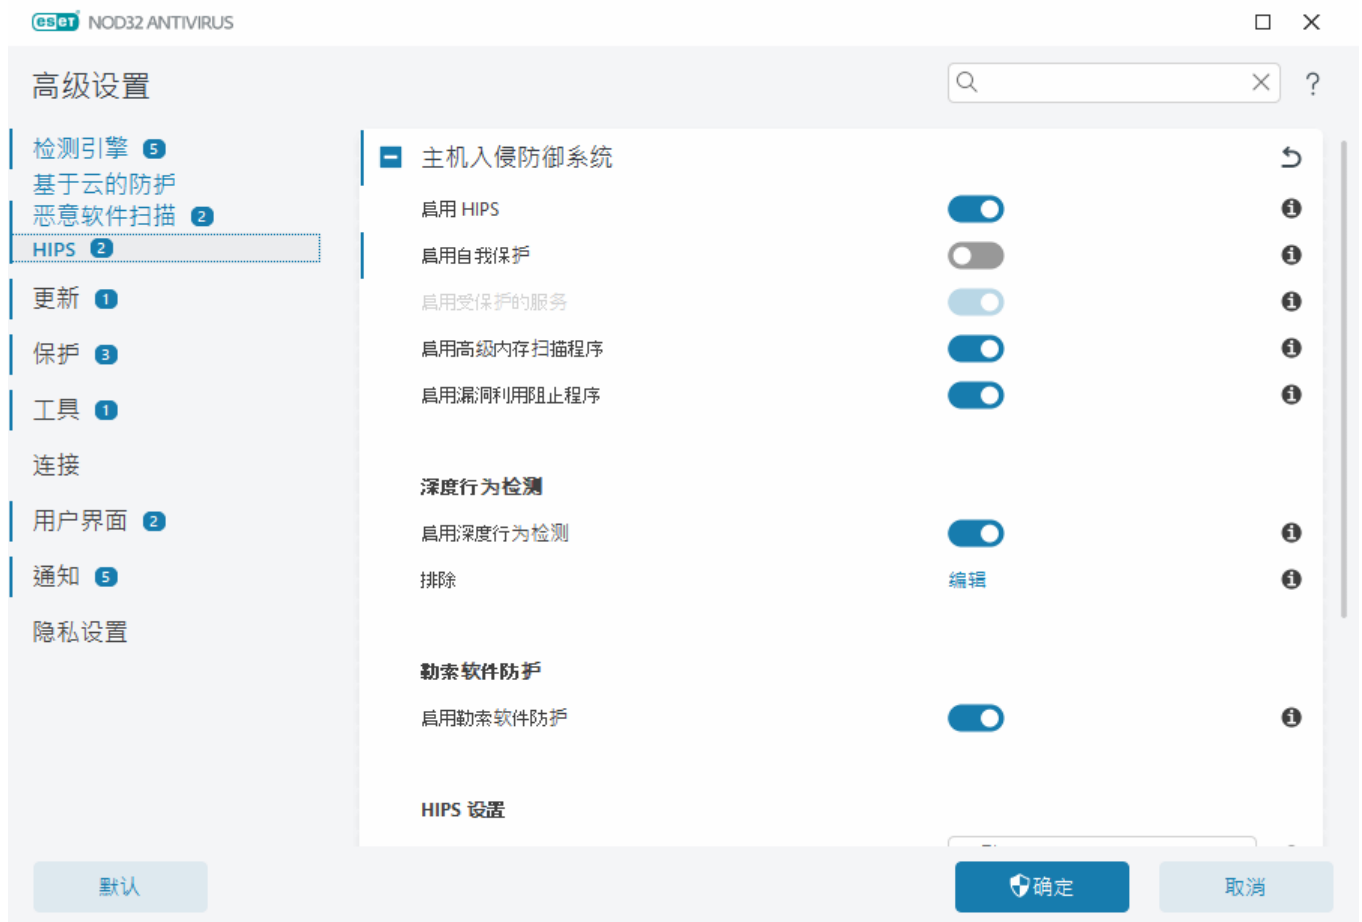 eset NOD32 ANTIVIRUS
高级设置
?
检测引擎 5
基于云的防护
恶意软件扫描 2
HIPS 2
更新 1
保护 3
工具 1
连接
用户界面 2
通知 5
隐私设置
主机入侵防御系统
启用 HIPS
启用自我保护
启用受保护的服务
启用高级内存扫描程序
启用漏洞利用阻止程序
深度行为检测
启用深度行为检测
排除 编辑
勒索软件防护
启用勒索软件防护
HIPS 设置
默认
确定
取消